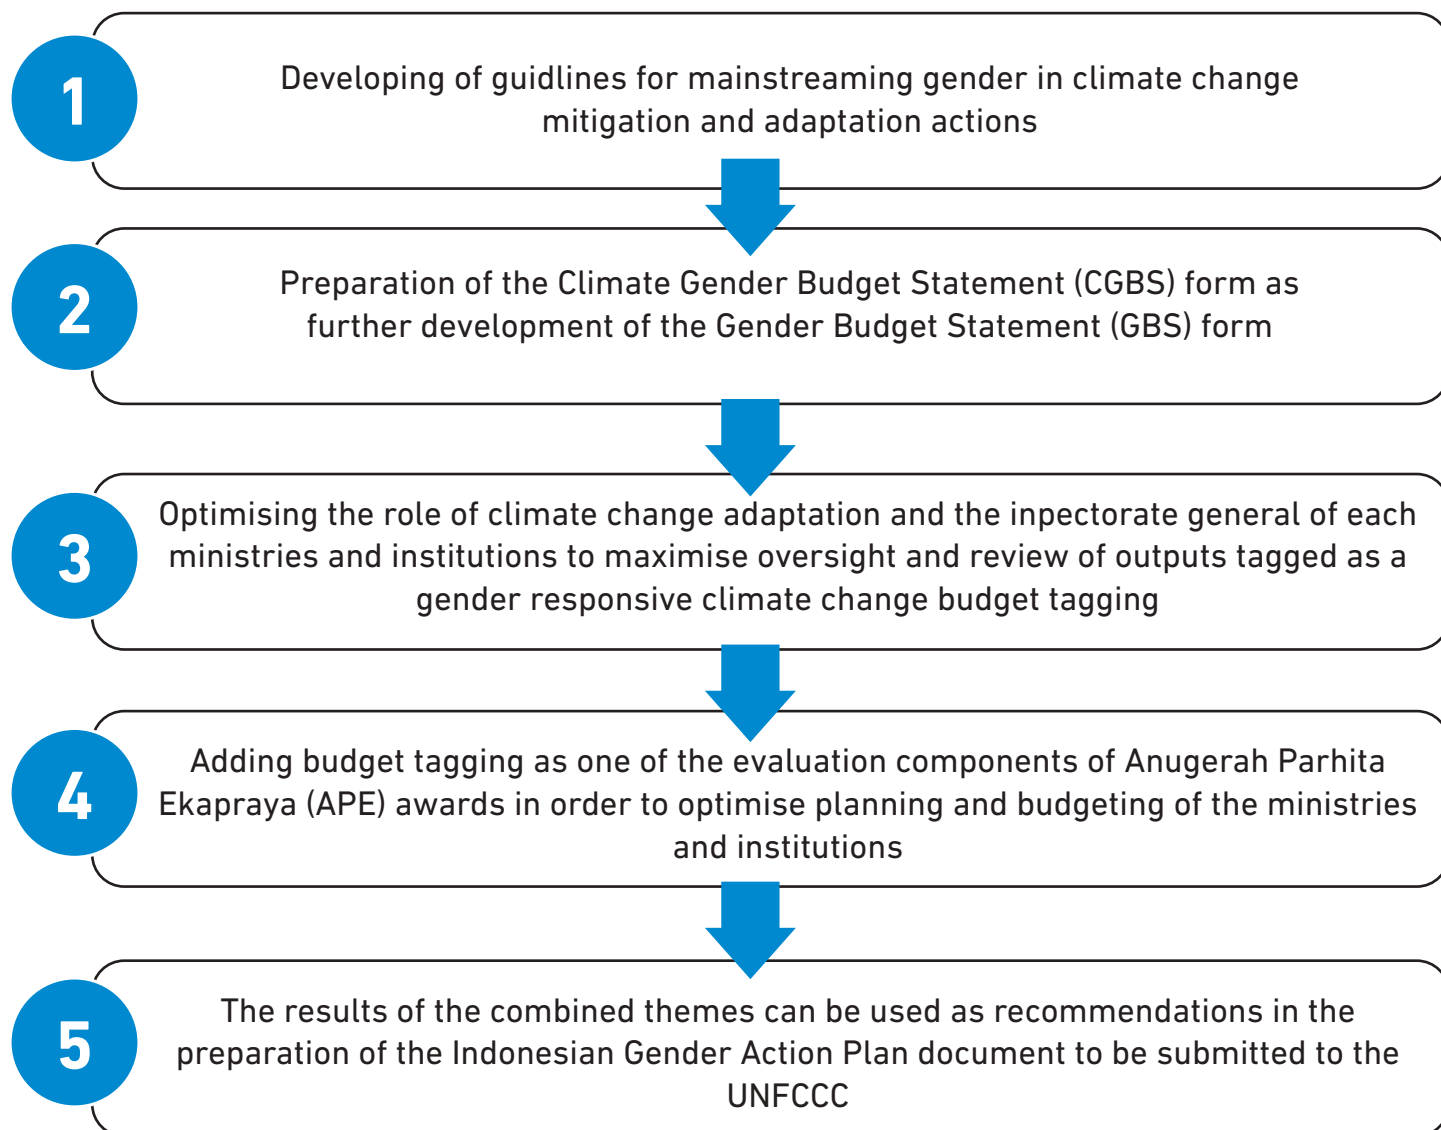 1
Developing of guidlines for mainstreaming gender in climate change
mitigation and adaptation actions
2
Preparation of the Climate Gender Budget Statement (CGBS) form as
further development of the Gender Budget Statement (GBS) form
3
Optimising the role of climate change adaptation and the inpectorate general of each
ministries and institutions to maximise oversight and review of outputs tagged as a
gender responsive climate change budget tagging
4
Adding budget tagging as one of the evaluation components of Anugerah Parhita
Ekapraya (APE) awards in order to optimise planning and budgeting of the ministries
and institutions
5
The results of the combined themes can be used as recommendations in the
preparation of the Indonesian Gender Action Plan document to be submitted to the
UNFCCC